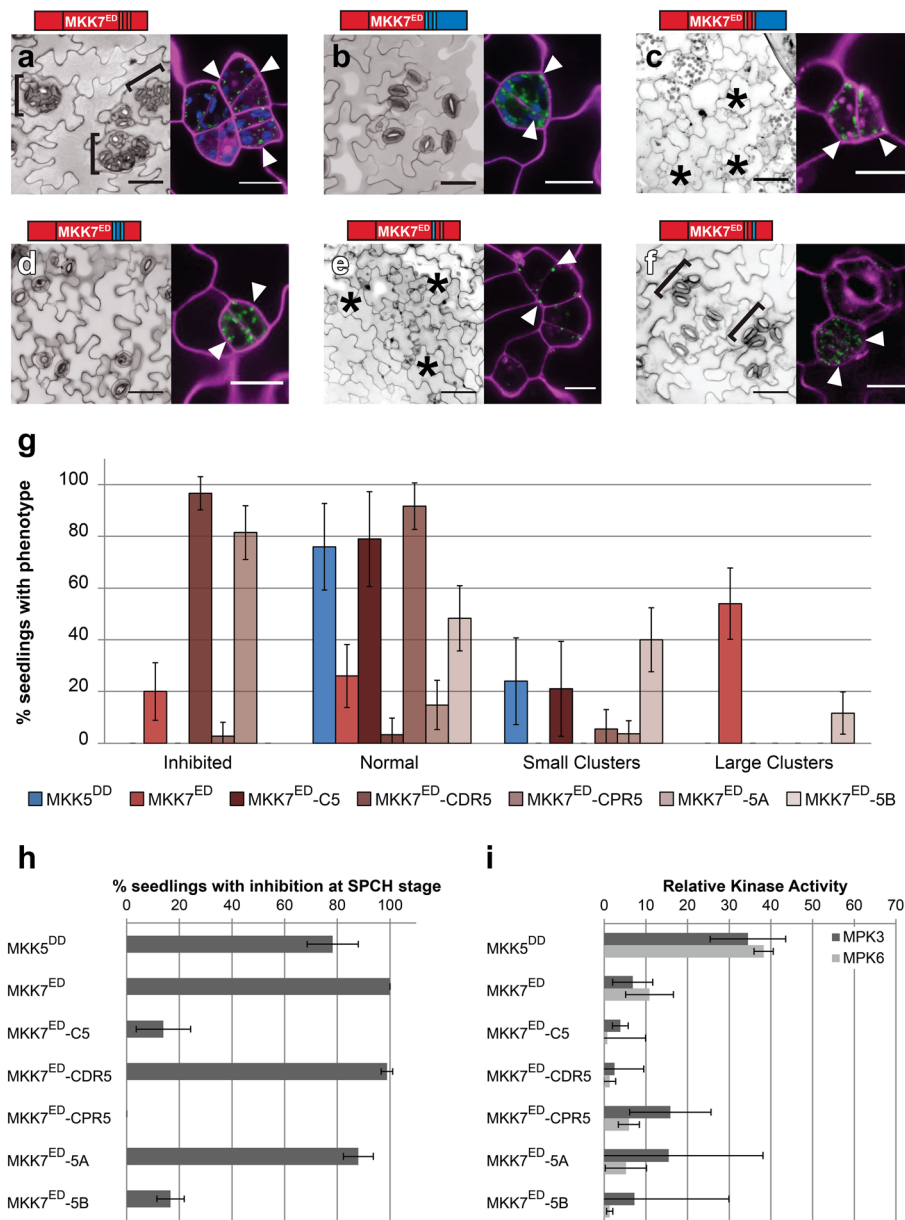 MKK7ED MKK7ED MKK7ED
a b c
MKK7ED MKK7ED MKK7ED
d e f
g
% seedlings with phenotype
100
80
60
40
20
0
Inhibited Normal Small Clusters Large Clusters
MKK5DD MKK7ED MKK7ED-C5 MKK7ED-CDR5 MKK7ED-CPR5 MKK7ED-5A MKK7ED-5B
h
% seedlings with inhibition at SPCH stage
0 20 40 60 80 100
MKK5DD
MKK7ED
MKK7ED-C5
MKK7ED-CDR5
MKK7ED-CPR5
MKK7ED-5A
MKK7ED-5B
i
Relative Kinase Activity
0 10 20 30 40 50 60 70
MPK3
MPK6
MKK5DD
MKK7ED
MKK7ED-C5
MKK7ED-CDR5
MKK7ED-CPR5
MKK7ED-5A
MKK7ED-5B